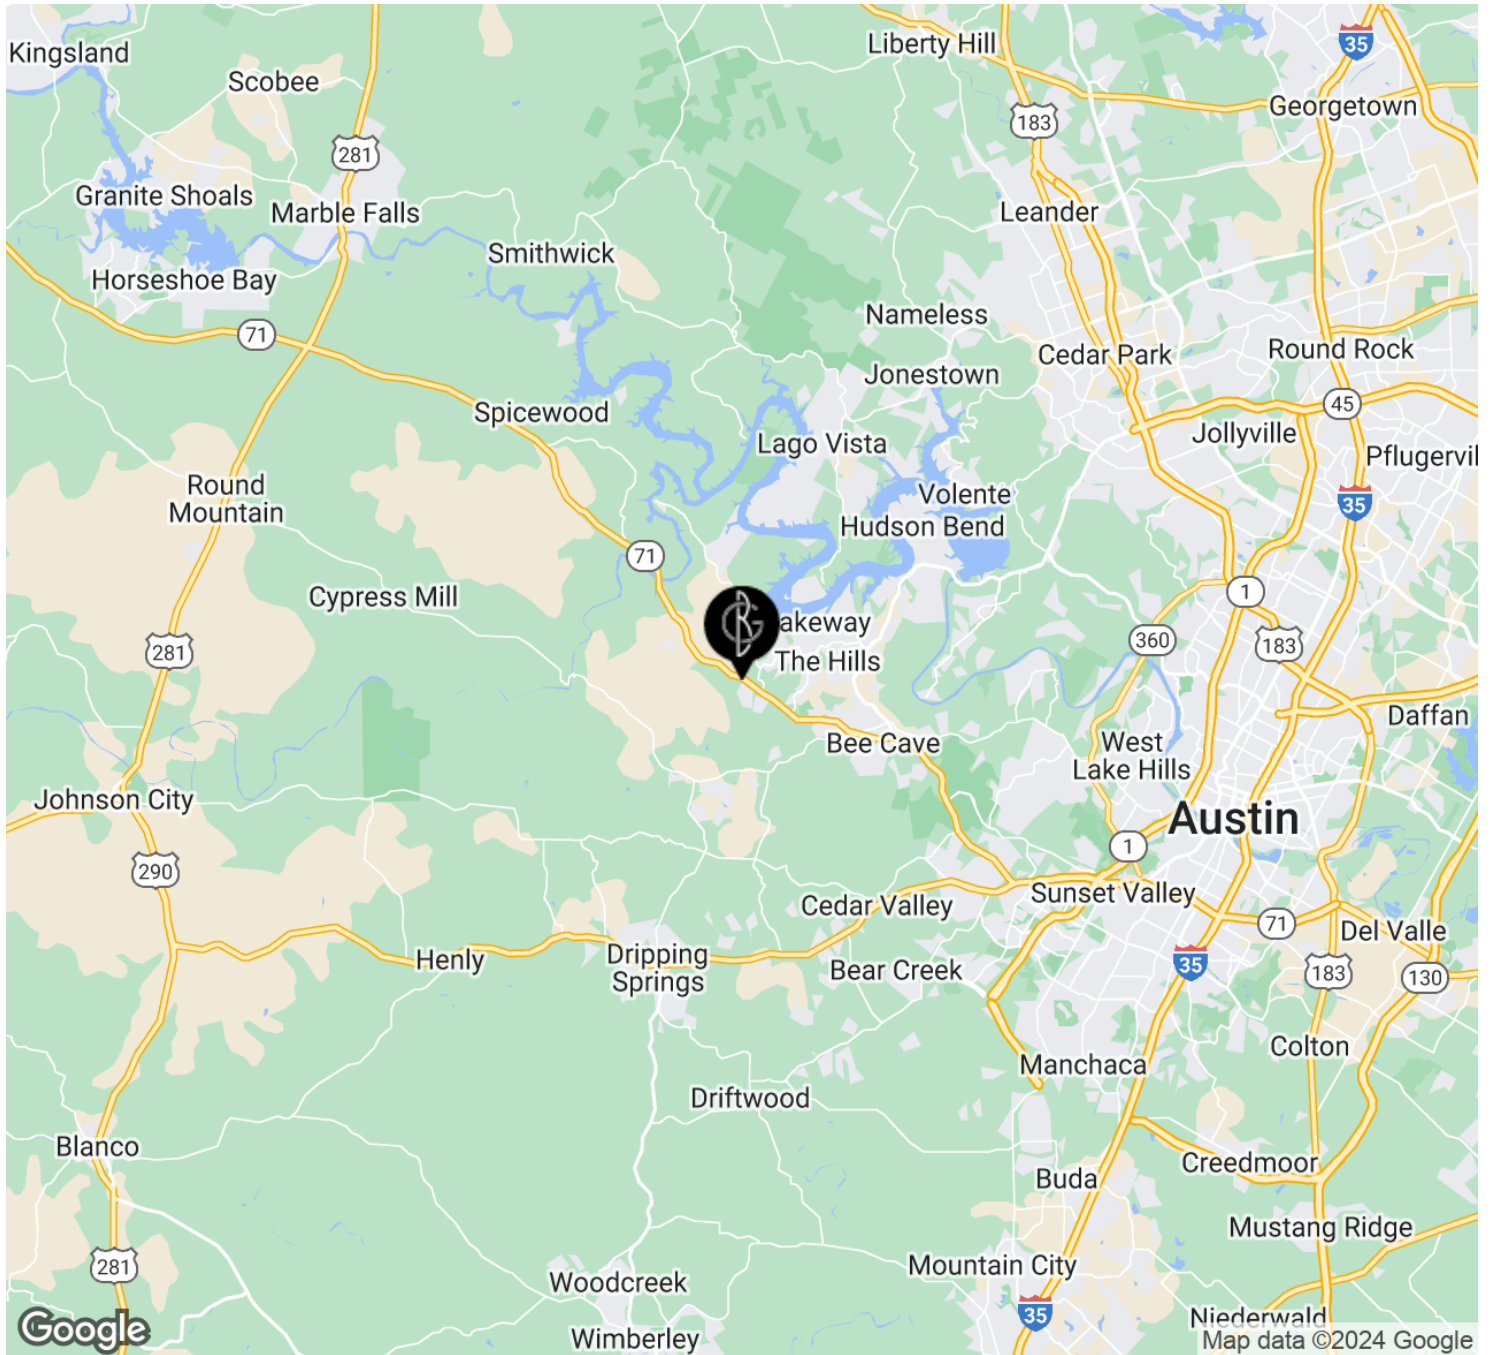 Kingsland
Scobee
Liberty Hill
35
Georgetown
183
281
Granite Shoals
Marble Falls
Leander
Smithwick
Horseshoe Bay
Nameless
71
Cedar Park
Round Rock
Jonestown
45
Spicewood
Lago Vista
Jollyville
Pflugervil
Round
Mountain
Volente
35
Hudson Bend
71
Cypress Mill
1
akeway
360
183
281
The Hills
Daffan
Bee Cave
West
Lake Hills
Johnson City
Austin
1
290
Sunset Valley
Cedar Valley
71
Del Valle
Dripping
Springs
Henly
Bear Creek
35
183
130
Colton
Manchaca
Driftwood
Blanco
Creedmoor
Buda
Mustang Ridge
281
Mountain City
Woodcreek
35
Niederwald
Google
Wimberley
Map data ©2024 Google